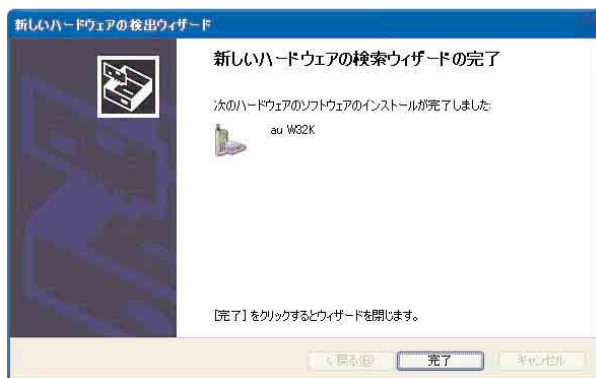 新しいハードウェアの検出ウィザード
新しいハードウェアの検索ウィザードの完了
次のハードウェアのソフトウェアのインストールが完了しました:
au W32K
[完了] をクリックするとウィザードを閉じます。
< 戻る(B)
完了
キャンセル